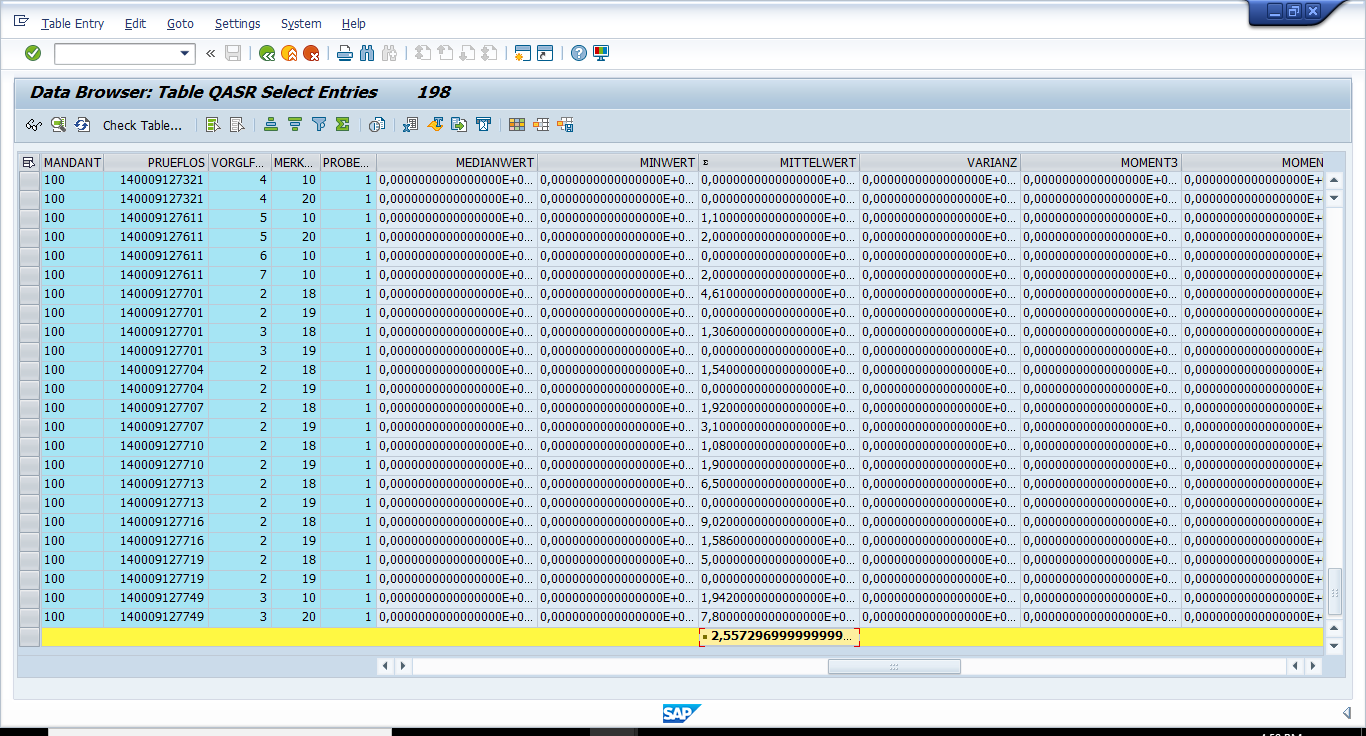 Table Entry Edit Goto Settings System Help
Data Browser: Table QASR Select Entries 198
Check Table...
MANDANT PRUEFLOS VORGLF... MERK... PROBE... MEDIANWERT MINWERT Σ MITTELWERT VARIANZ MOMENT3 MOMEN
100 140009127321 4 10 1 0,0000000000000000E+0... 0,0000000000000000E+0... 0,0000000000000000E+0... 0,0000000000000000E+0... 0,0000000000000000E+0... 0,0000000000000000E+
100 140009127321 4 20 1 0,0000000000000000E+0... 0,0000000000000000E+0... 0,0000000000000000E+0... 0,0000000000000000E+0... 0,0000000000000000E+0... 0,0000000000000000E+
100 140009127611 5 10 1 0,0000000000000000E+0... 0,0000000000000000E+0... 1,1000000000000000E+0... 0,0000000000000000E+0... 0,0000000000000000E+0... 0,0000000000000000E+
100 140009127611 5 20 1 0,0000000000000000E+0... 0,0000000000000000E+0... 2,0000000000000000E+0... 0,0000000000000000E+0... 0,0000000000000000E+0... 0,0000000000000000E+
100 140009127611 6 10 1 0,0000000000000000E+0... 0,0000000000000000E+0... 0,0000000000000000E+0... 0,0000000000000000E+0... 0,0000000000000000E+0... 0,0000000000000000E+
100 140009127611 7 10 1 0,0000000000000000E+0... 0,0000000000000000E+0... 2,0000000000000000E+0... 0,0000000000000000E+0... 0,0000000000000000E+0... 0,0000000000000000E+
100 140009127701 2 18 1 0,0000000000000000E+0... 0,0000000000000000E+0... 4,6100000000000000E+0... 0,0000000000000000E+0... 0,0000000000000000E+0... 0,0000000000000000E+
100 140009127701 2 19 1 0,0000000000000000E+0... 0,0000000000000000E+0... 0,0000000000000000E+0... 0,0000000000000000E+0... 0,0000000000000000E+0... 0,0000000000000000E+
100 140009127701 3 18 1 0,0000000000000000E+0... 0,0000000000000000E+0... 1,3060000000000000E+0... 0,0000000000000000E+0... 0,0000000000000000E+0... 0,0000000000000000E+
100 140009127701 3 19 1 0,0000000000000000E+0... 0,0000000000000000E+0... 0,0000000000000000E+0... 0,0000000000000000E+0... 0,0000000000000000E+0... 0,0000000000000000E+
100 140009127704 2 18 1 0,0000000000000000E+0... 0,0000000000000000E+0... 1,5400000000000000E+0... 0,0000000000000000E+0... 0,0000000000000000E+0... 0,0000000000000000E+
100 140009127704 2 19 1 0,0000000000000000E+0... 0,0000000000000000E+0... 0,0000000000000000E+0... 0,0000000000000000E+0... 0,0000000000000000E+0... 0,0000000000000000E+
100 140009127707 2 18 1 0,0000000000000000E+0... 0,0000000000000000E+0... 1,9200000000000000E+0... 0,0000000000000000E+0... 0,0000000000000000E+0... 0,0000000000000000E+
100 140009127707 2 19 1 0,0000000000000000E+0... 0,0000000000000000E+0... 3,1000000000000000E+0... 0,0000000000000000E+0... 0,0000000000000000E+0... 0,0000000000000000E+
100 140009127710 2 18 1 0,0000000000000000E+0... 0,0000000000000000E+0... 1,0800000000000000E+0... 0,0000000000000000E+0... 0,0000000000000000E+0... 0,0000000000000000E+
100 140009127710 2 19 1 0,0000000000000000E+0... 0,0000000000000000E+0... 1,9000000000000000E+0... 0,0000000000000000E+0... 0,0000000000000000E+0... 0,0000000000000000E+
100 140009127713 2 18 1 0,0000000000000000E+0... 0,0000000000000000E+0... 6,5000000000000000E+0... 0,0000000000000000E+0... 0,0000000000000000E+0... 0,0000000000000000E+
100 140009127713 2 19 1 0,0000000000000000E+0... 0,0000000000000000E+0... 0,0000000000000000E+0... 0,0000000000000000E+0... 0,0000000000000000E+0... 0,0000000000000000E+
100 140009127716 2 18 1 0,0000000000000000E+0... 0,0000000000000000E+0... 9,0200000000000000E+0... 0,0000000000000000E+0... 0,0000000000000000E+0... 0,0000000000000000E+
100 140009127716 2 19 1 0,0000000000000000E+0... 0,0000000000000000E+0... 1,5860000000000000E+0... 0,0000000000000000E+0... 0,0000000000000000E+0... 0,0000000000000000E+
100 140009127719 2 18 1 0,0000000000000000E+0... 0,0000000000000000E+0... 5,0000000000000000E+0... 0,0000000000000000E+0... 0,0000000000000000E+0... 0,0000000000000000E+
100 140009127719 2 19 1 0,0000000000000000E+0... 0,0000000000000000E+0... 0,0000000000000000E+0... 0,0000000000000000E+0... 0,0000000000000000E+0... 0,0000000000000000E+
100 140009127749 3 10 1 0,0000000000000000E+0... 0,0000000000000000E+0... 1,9420000000000000E+0... 0,0000000000000000E+0... 0,0000000000000000E+0... 0,0000000000000000E+
100 140009127749 3 20 1 0,0000000000000000E+0... 0,0000000000000000E+0... 7,8000000000000000E+0... 0,0000000000000000E+0... 0,0000000000000000E+0... 0,0000000000000000E+
2,557296999999999...
SAP